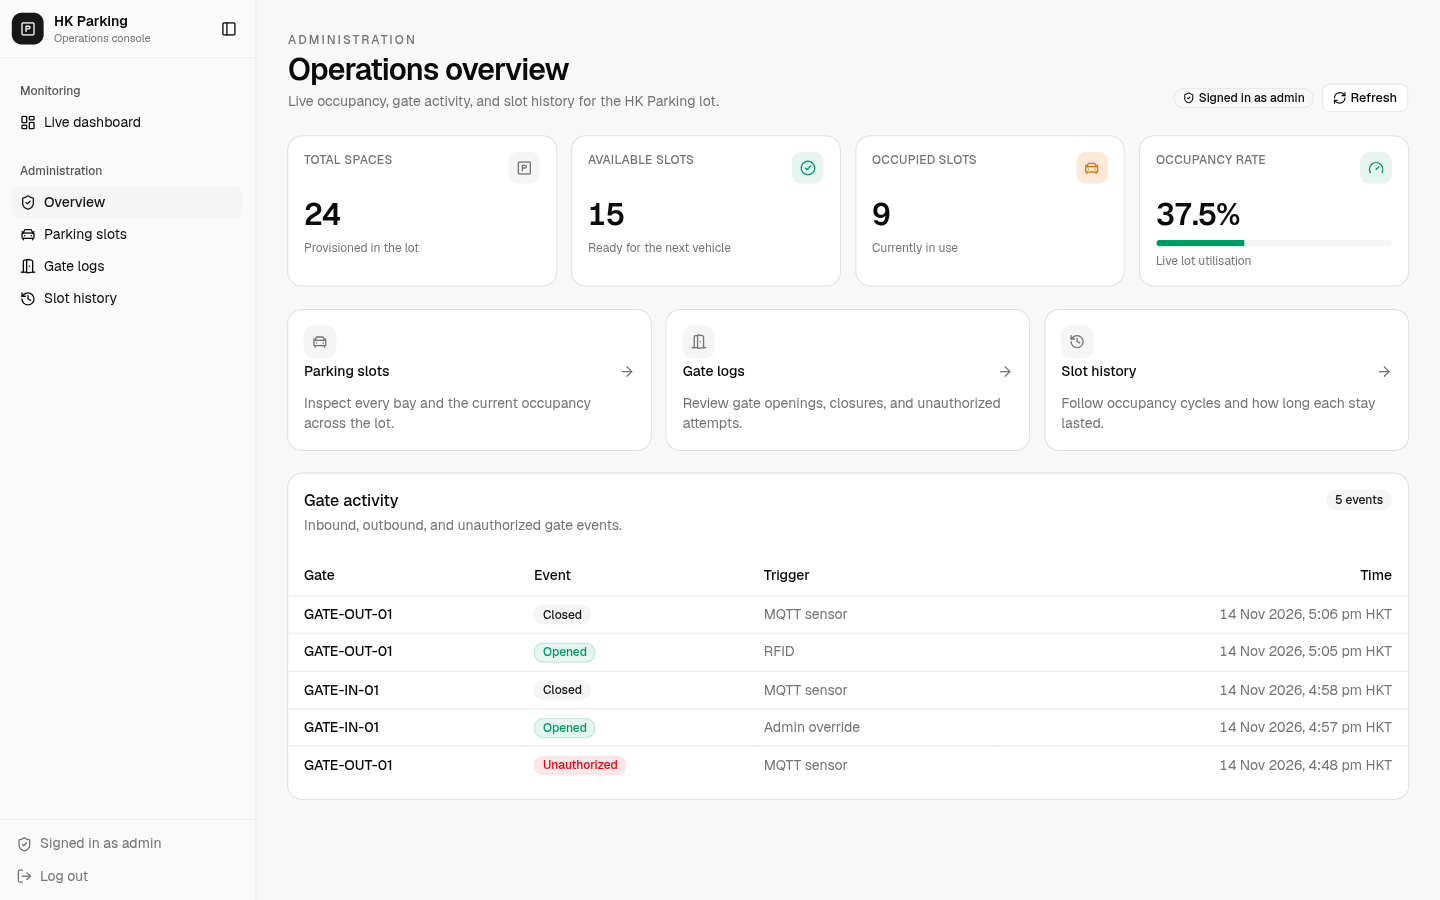 HK Parking
Operations console
Monitoring
Live dashboard
Administration
Overview
Parking slots
Gate logs
Slot history
Signed in as admin
Log out
ADMINISTRATION
Operations overview
Live occupancy, gate activity, and slot history for the HK Parking lot.
Signed in as admin
Refresh
TOTAL SPACES
24
Provisioned in the lot
AVAILABLE SLOTS
15
Ready for the next vehicle
OCCUPIED SLOTS
9
Currently in use
OCCUPANCY RATE
37.5%
Live lot utilisation
Parking slots
Inspect every bay and the current occupancy
across the lot.
Gate logs
Review gate openings, closures, and unauthorized
attempts.
Slot history
Follow occupancy cycles and how long each stay
lasted.
Gate activity
5 events
Inbound, outbound, and unauthorized gate events.
Gate Event Trigger Time
GATE-OUT-01 Closed MQTT sensor 14 Nov 2026, 5:06 pm HKT
GATE-OUT-01 Opened RFID 14 Nov 2026, 5:05 pm HKT
GATE-IN-01 Closed MQTT sensor 14 Nov 2026, 4:58 pm HKT
GATE-IN-01 Opened Admin override 14 Nov 2026, 4:57 pm HKT
GATE-OUT-01 Unauthorized MQTT sensor 14 Nov 2026, 4:48 pm HKT